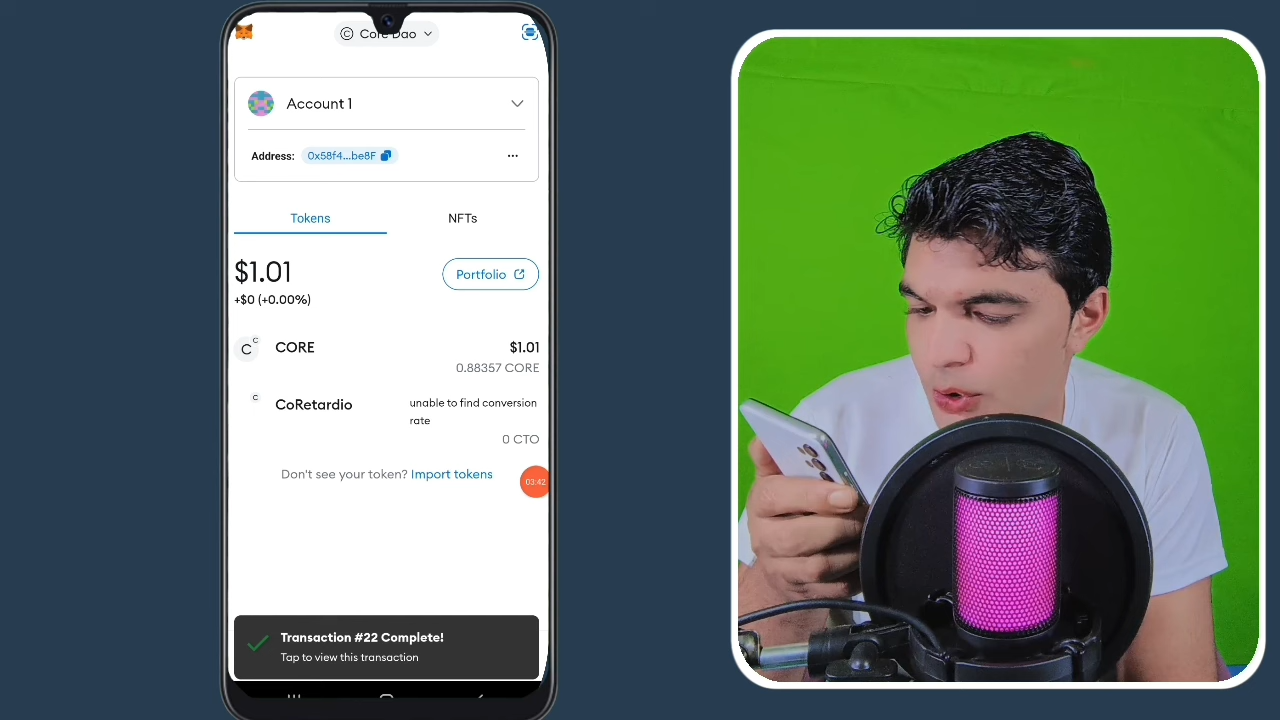 Core Dao
Account 1
Address: 0x58f4...be8F
Tokens NFTs
$1.01
Portfolio
+$0 (+0.00%)
C C CORE $1.01
0.88357 CORE
C CoRetardio unable to find conversion
rate
0 CTO
Don't see your token? Import tokens
03:42
Transaction #22 Complete!
Tap to view this transaction